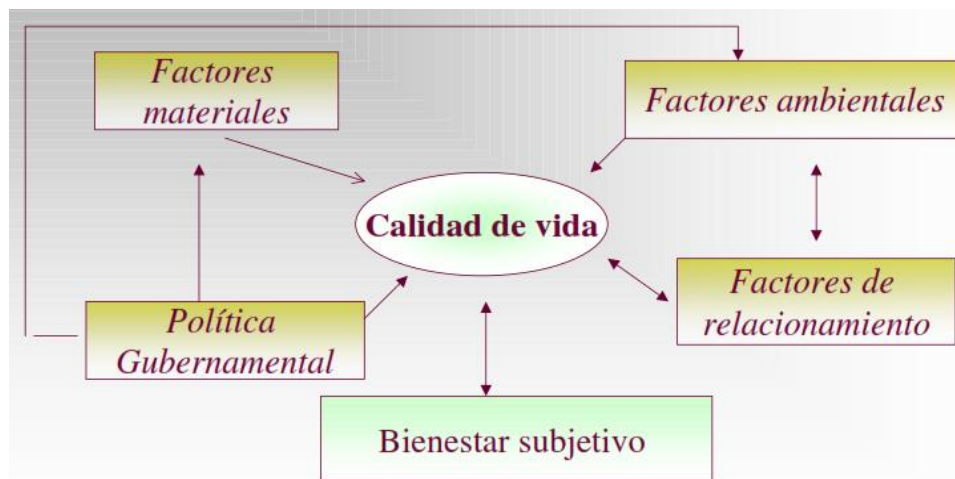 Factores
materiales
Factores ambientales
Calidad de vida
Política
Gubernamental
Factores de
relacionamiento
Bienestar subjetivo